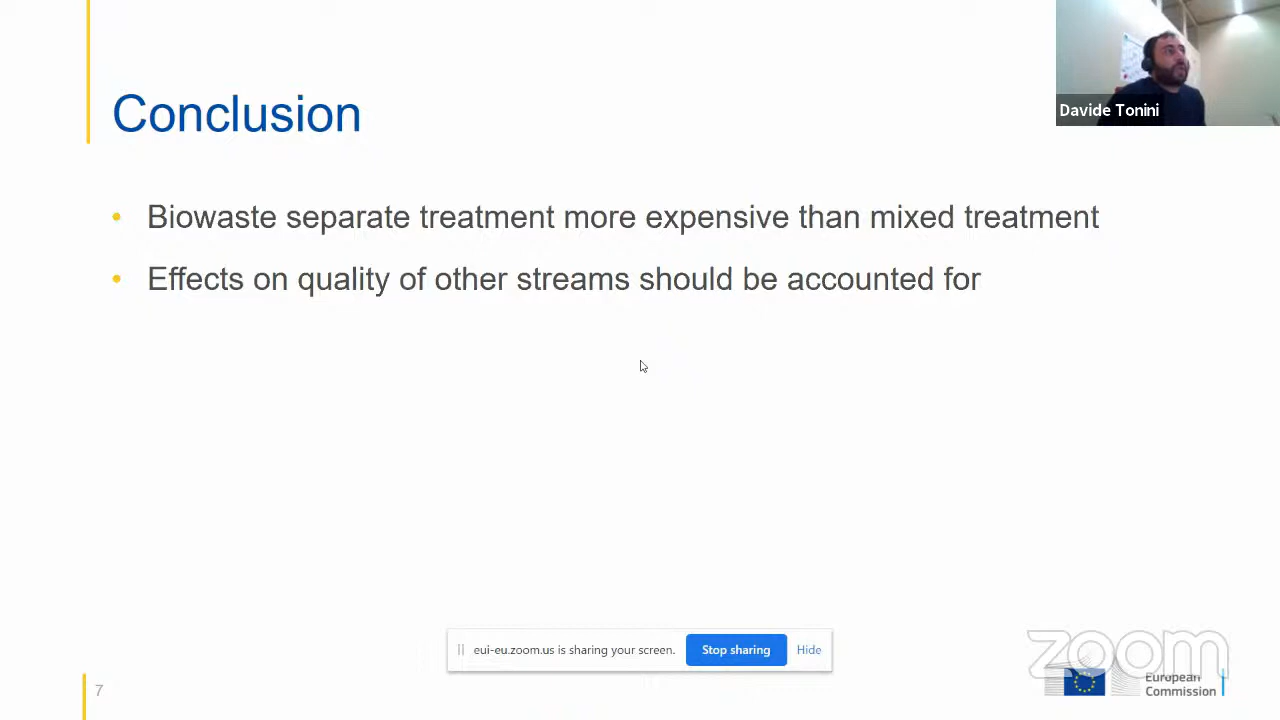 Davide Tonini
Conclusion
• Biowaste separate treatment more expensive than mixed treatment
• Effects on quality of other streams should be accounted for
eui-eu.zoom.us is sharing your screen.
Stop sharing
Hide
zoom
European
Commission
7